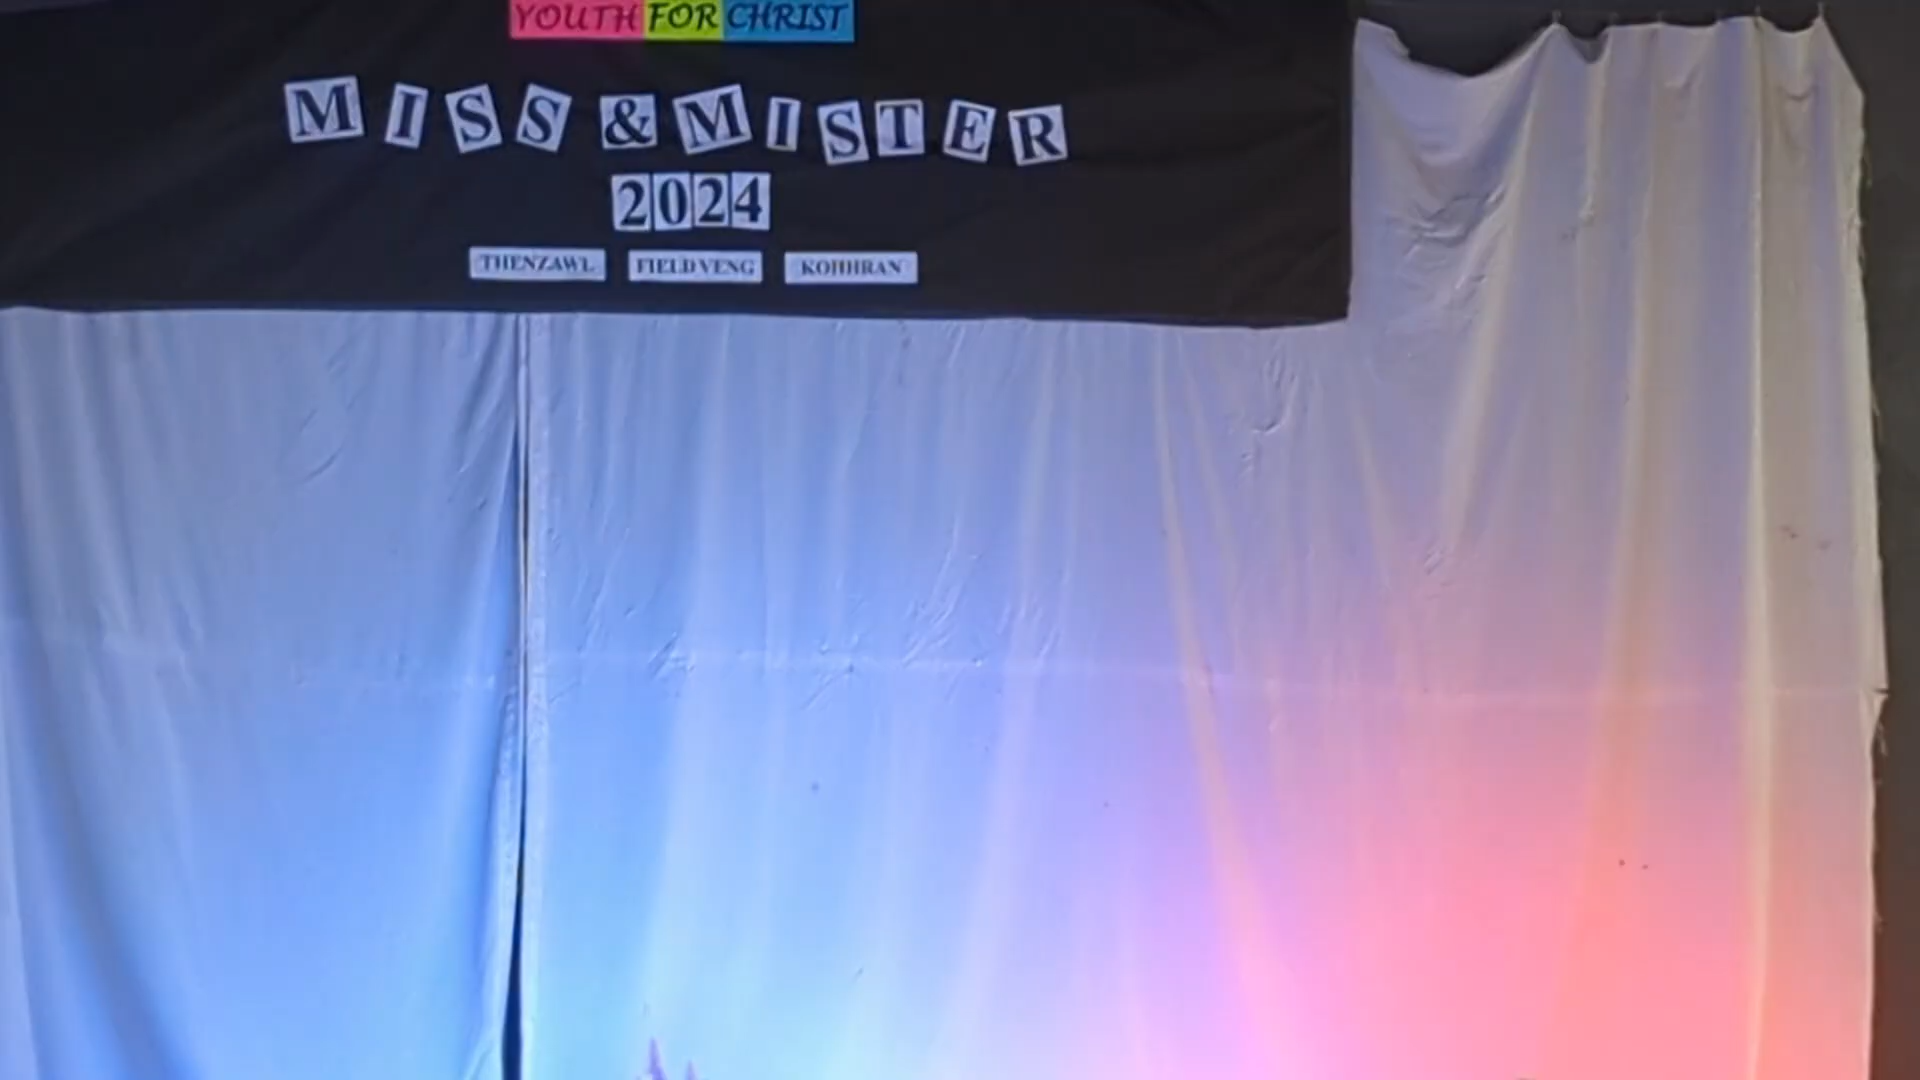 YOUTH FOR CHRIST
MISS & MISTER
2024
THENZAWL FIELD VENG KOHHRAN